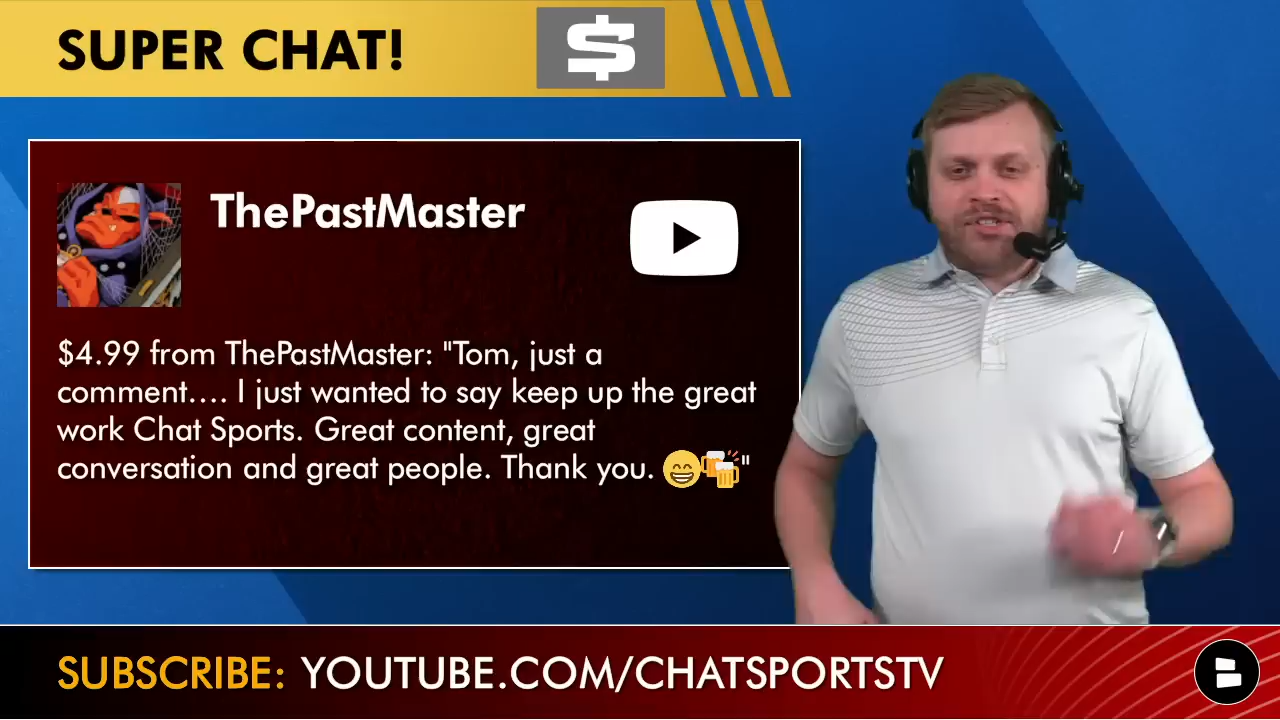 SUPER CHAT!
ThePastMaster
$4.99 from ThePastMaster: "Tom, just a
comment.... I just wanted to say keep up the great
work Chat Sports. Great content, great
conversation and great people. Thank you. 😁🍻"
SUBSCRIBE: YOUTUBE.COM/CHATSPORTSTV